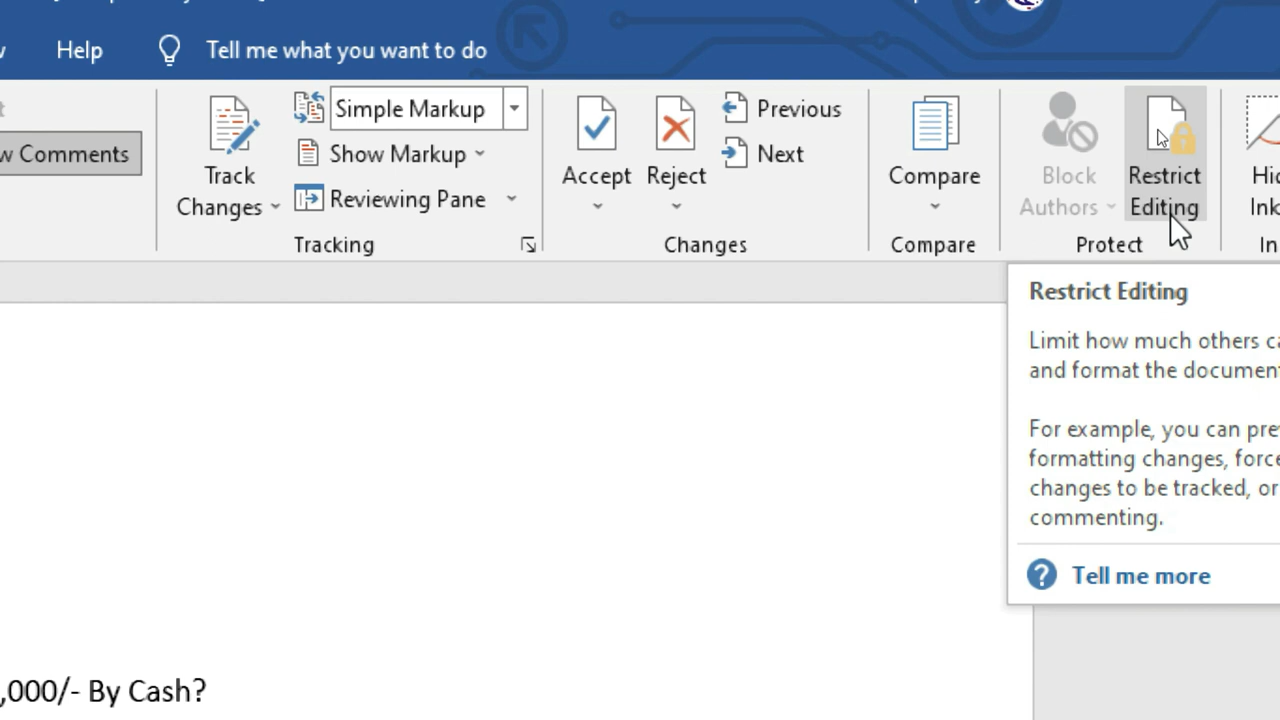 Help Tell me what you want to do
Simple Markup Previous
w Comments Show Markup Next
Track Changes
Reviewing Pane
Accept
Reject
Compare
Block Authors
Restrict Editing
Tracking Changes Compare Protect
Restrict Editing
Limit how much others
and format the document
For example, you can
formatting changes, force
changes to be tracked, or
commenting.
Tell me more
,000/- By Cash?